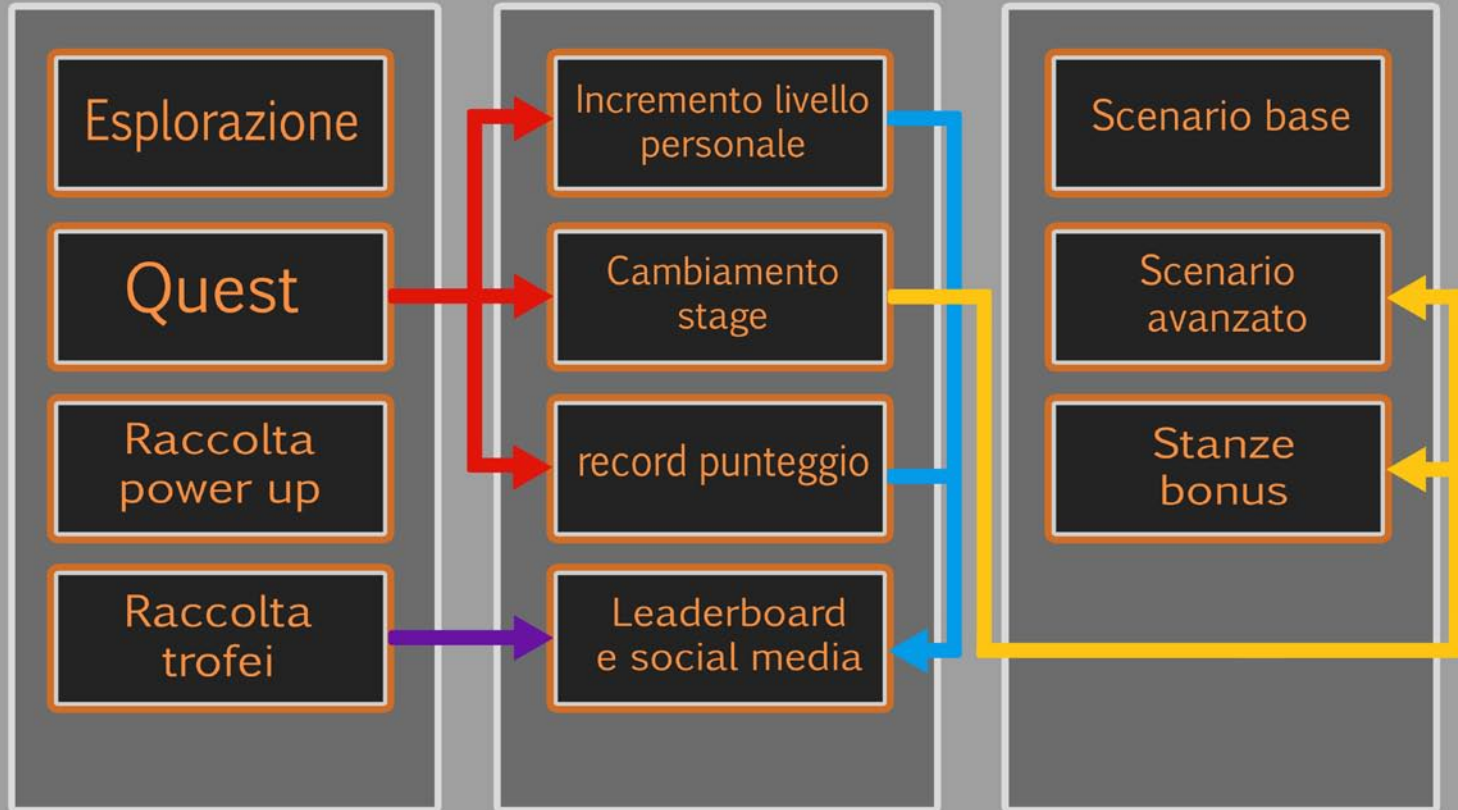 Esplorazione
Quest
Raccolta
power up
Raccolta
trofei
Incremento livello
personale
Cambiamento
stage
record punteggio
Leaderboard
e social media
Scenario base
Scenario
avanzato
Stanze
bonus